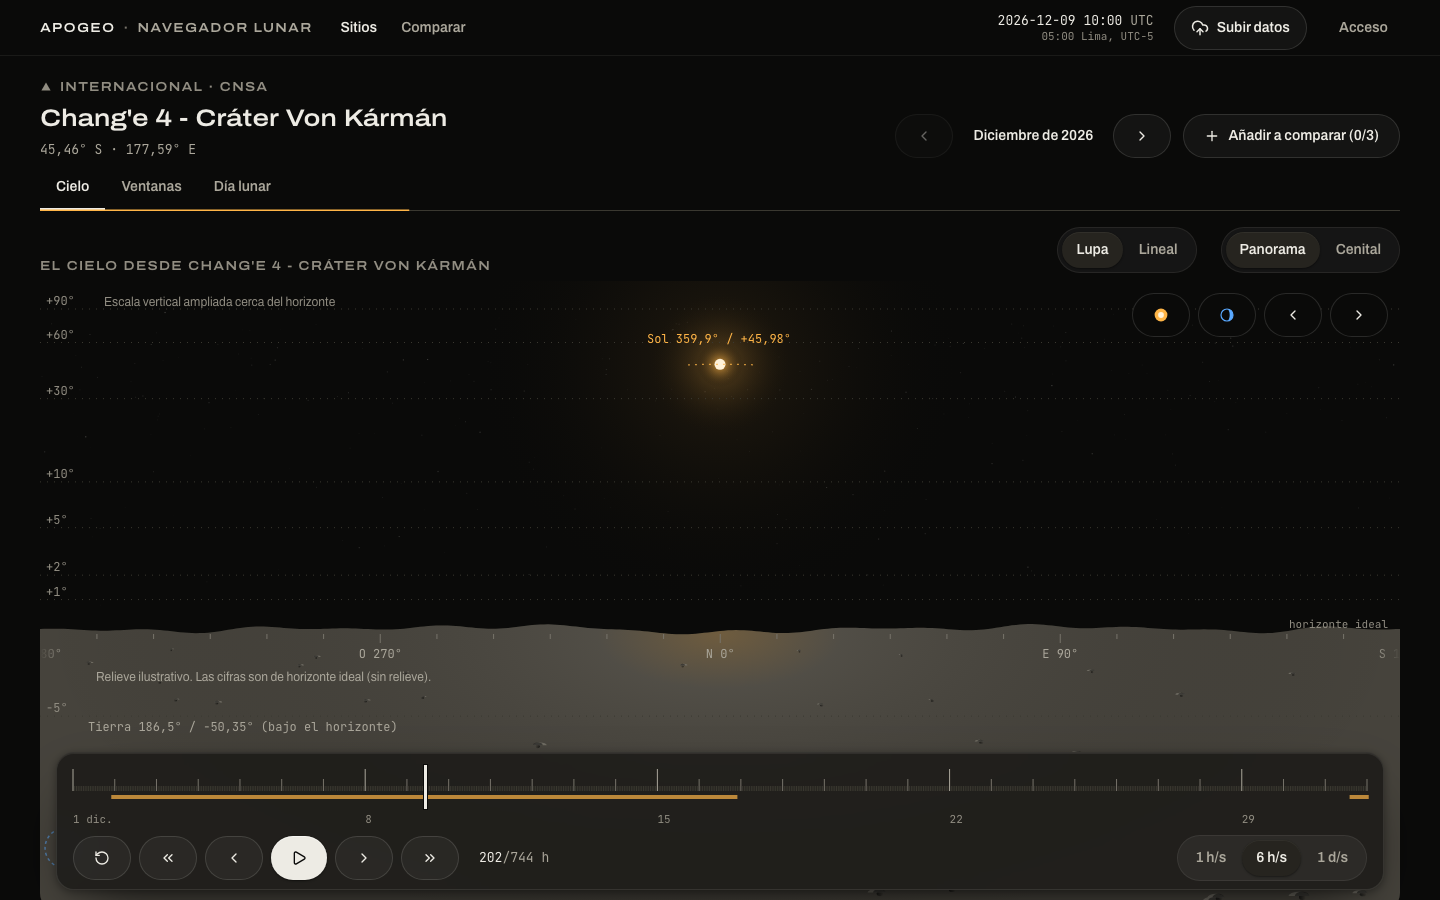 APOGEO · NAVEGADOR LUNAR
Sitios
Comparar
2026-12-09 10:00 UTC
05:00 Lima, UTC-5
Subir datos
Acceso
INTERNACIONAL · CNSA
Chang'e 4 - Cráter Von Kármán
45,46° S · 177,59° E
Diciembre de 2026
Añadir a comparar (0/3)
Cielo
Ventanas
Día lunar
EL CIELO DESDE CHANG'E 4 - CRÁTER VON KÁRMÁN
Lupa
Lineal
Panorama
Cenital
+90°
Escala vertical ampliada cerca del horizonte
+60°
Sol 359,9° / +45,98°
+30°
+10°
+5°
+2°
+1°
horizonte ideal
O 270°
N 0°
E 90°
S
Relieve ilustrativo. Las cifras son de horizonte ideal (sin relieve).
-5°
Tierra 186,5° / -50,35° (bajo el horizonte)
1 dic.
8
15
22
29
202/744 h
1 h/s
6 h/s
1 d/s